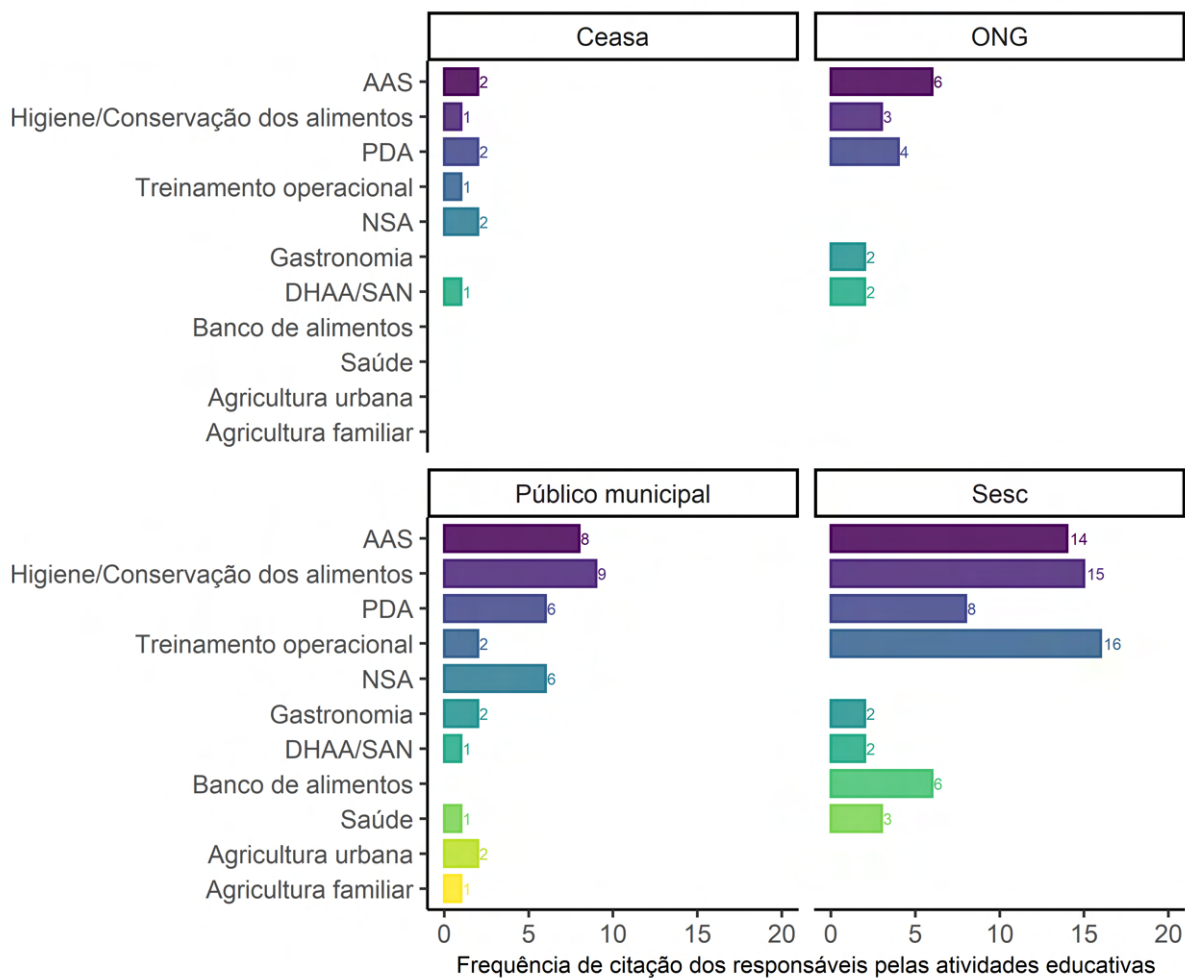 Ceasa
ONG
AAS 2 6
Higiene/Conservação dos alimentos 1 3
PDA 2 4
Treinamento operacional 1
NSA 2
Gastronomia 2
DHAA/SAN 1 2
Banco de alimentos
Saúde
Agricultura urbana
Agricultura familiar
Público municipal
Sesc
AAS 8 14
Higiene/Conservação dos alimentos 9 15
PDA 6 8
Treinamento operacional 2 16
NSA 6
Gastronomia 2 2
DHAA/SAN 1 2
Banco de alimentos 6
Saúde 1 3
Agricultura urbana 2
Agricultura familiar 1
0 5 10 15 20 0 5 10 15 20
Frequência de citação dos responsáveis pelas atividades educativas